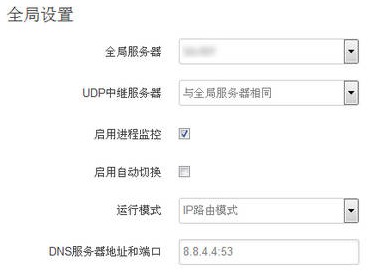 全局设置
全局服务器
UDP中继服务器 与全局服务器相同
启用进程监控
启用自动切换
运行模式 IP路由模式
DNS服务器地址和端口 8.8.4.4:53